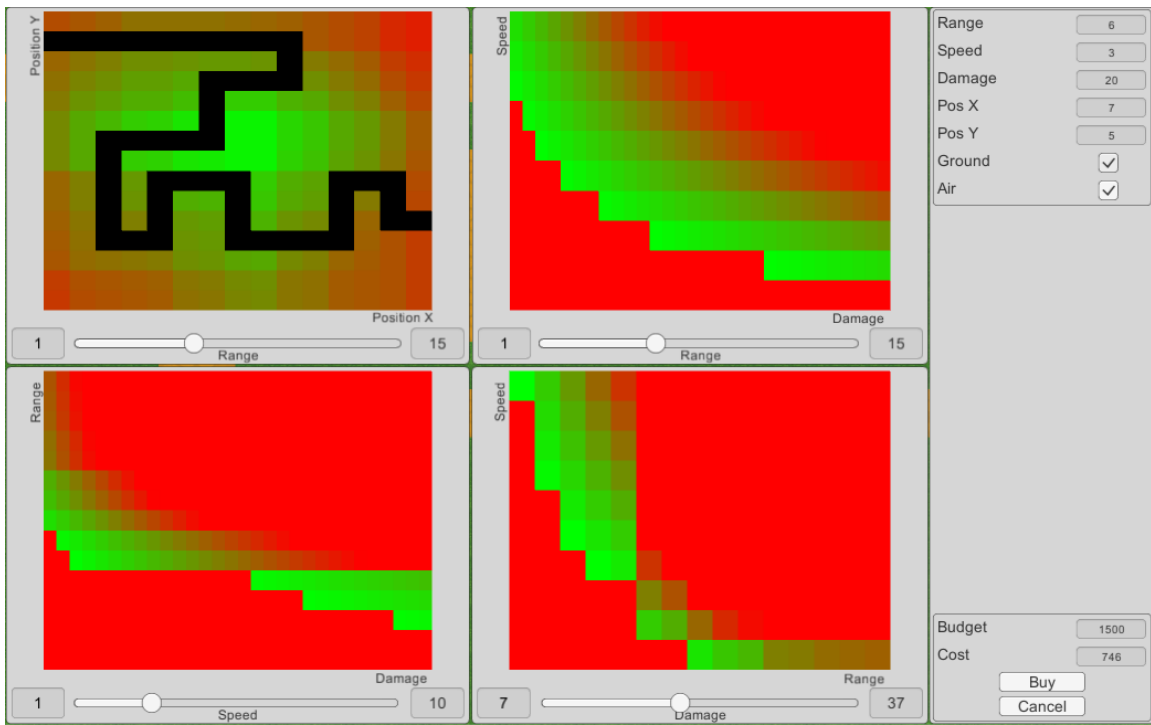 Position Y
Position X
1
15
Range
Speed
Damage
1
15
Range
Range
Damage
1
10
Speed
Speed
Range
7
37
Damage
Range 6
Speed 3
Damage 20
Pos X 7
Pos Y 5
Ground
Air
Budget 1500
Cost 746
Buy
Cancel